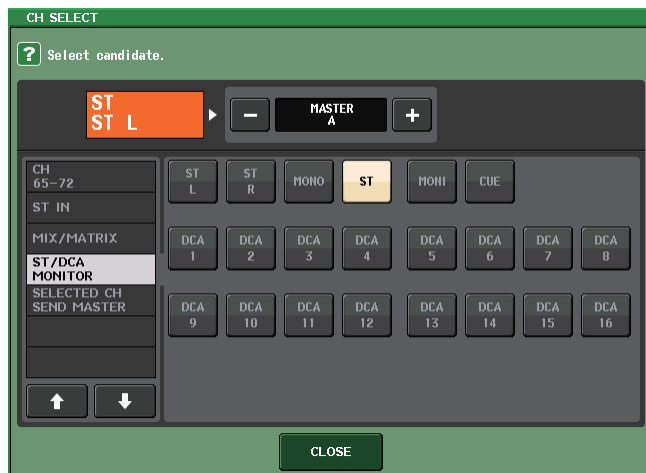 CH SELECT
? Select candidate.
ST
ST L
MASTER
A
CH
65-72
ST IN
MIX/MATRIX
ST/DCA
MONITOR
SELECTED CH
SEND MASTER
ST
L
ST
R
MONO
ST
MONI
CUE
DCA
1
DCA
2
DCA
3
DCA
4
DCA
5
DCA
6
DCA
7
DCA
8
DCA
9
DCA
10
DCA
11
DCA
12
DCA
13
DCA
14
DCA
15
DCA
16
CLOSE